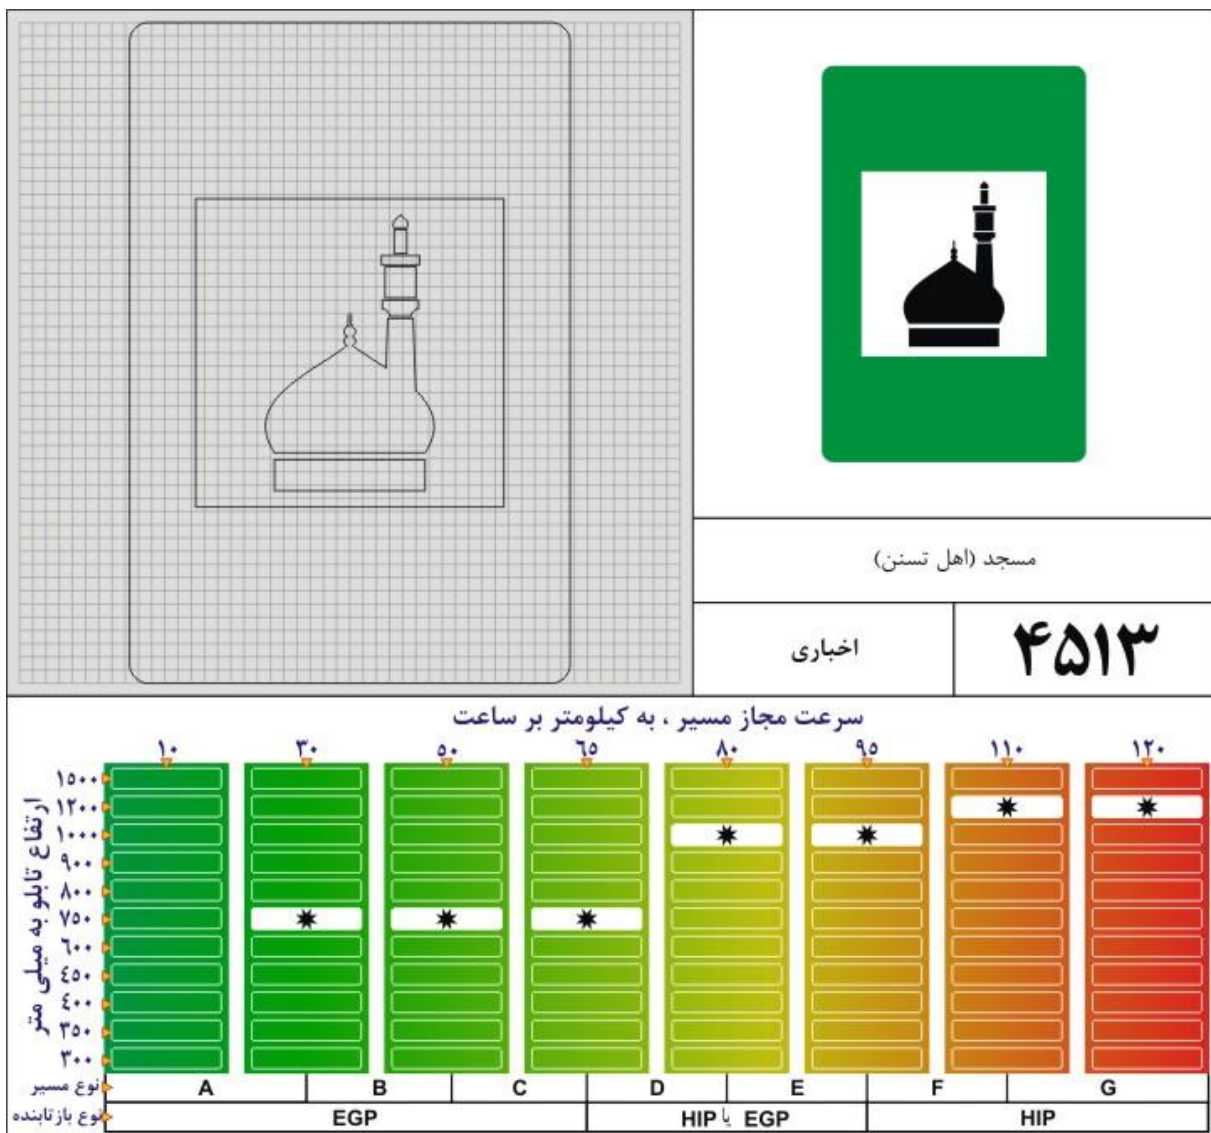 مسجد (اهل تسنن)
اخباری
۴۵۱۳
سرعت مجاز مسیر ، به کیلومتر بر ساعت
۱۰ ۳۰ ۵۰ ۶۵ ۸۰ ۹۵ ۱۱۰ ۱۲۰
ارتفاع تابلو به میلی متر
۱۵۰۰
۱۲۰۰
۱۰۰۰
۹۰۰
۸۰۰
۷۵۰
۶۰۰
٤۵۰
٤۰۰
۳۵۰
۳۰۰
نوع مسیر A B C D E F G
نوع بازتابنده EGP HIP یا EGP HIP